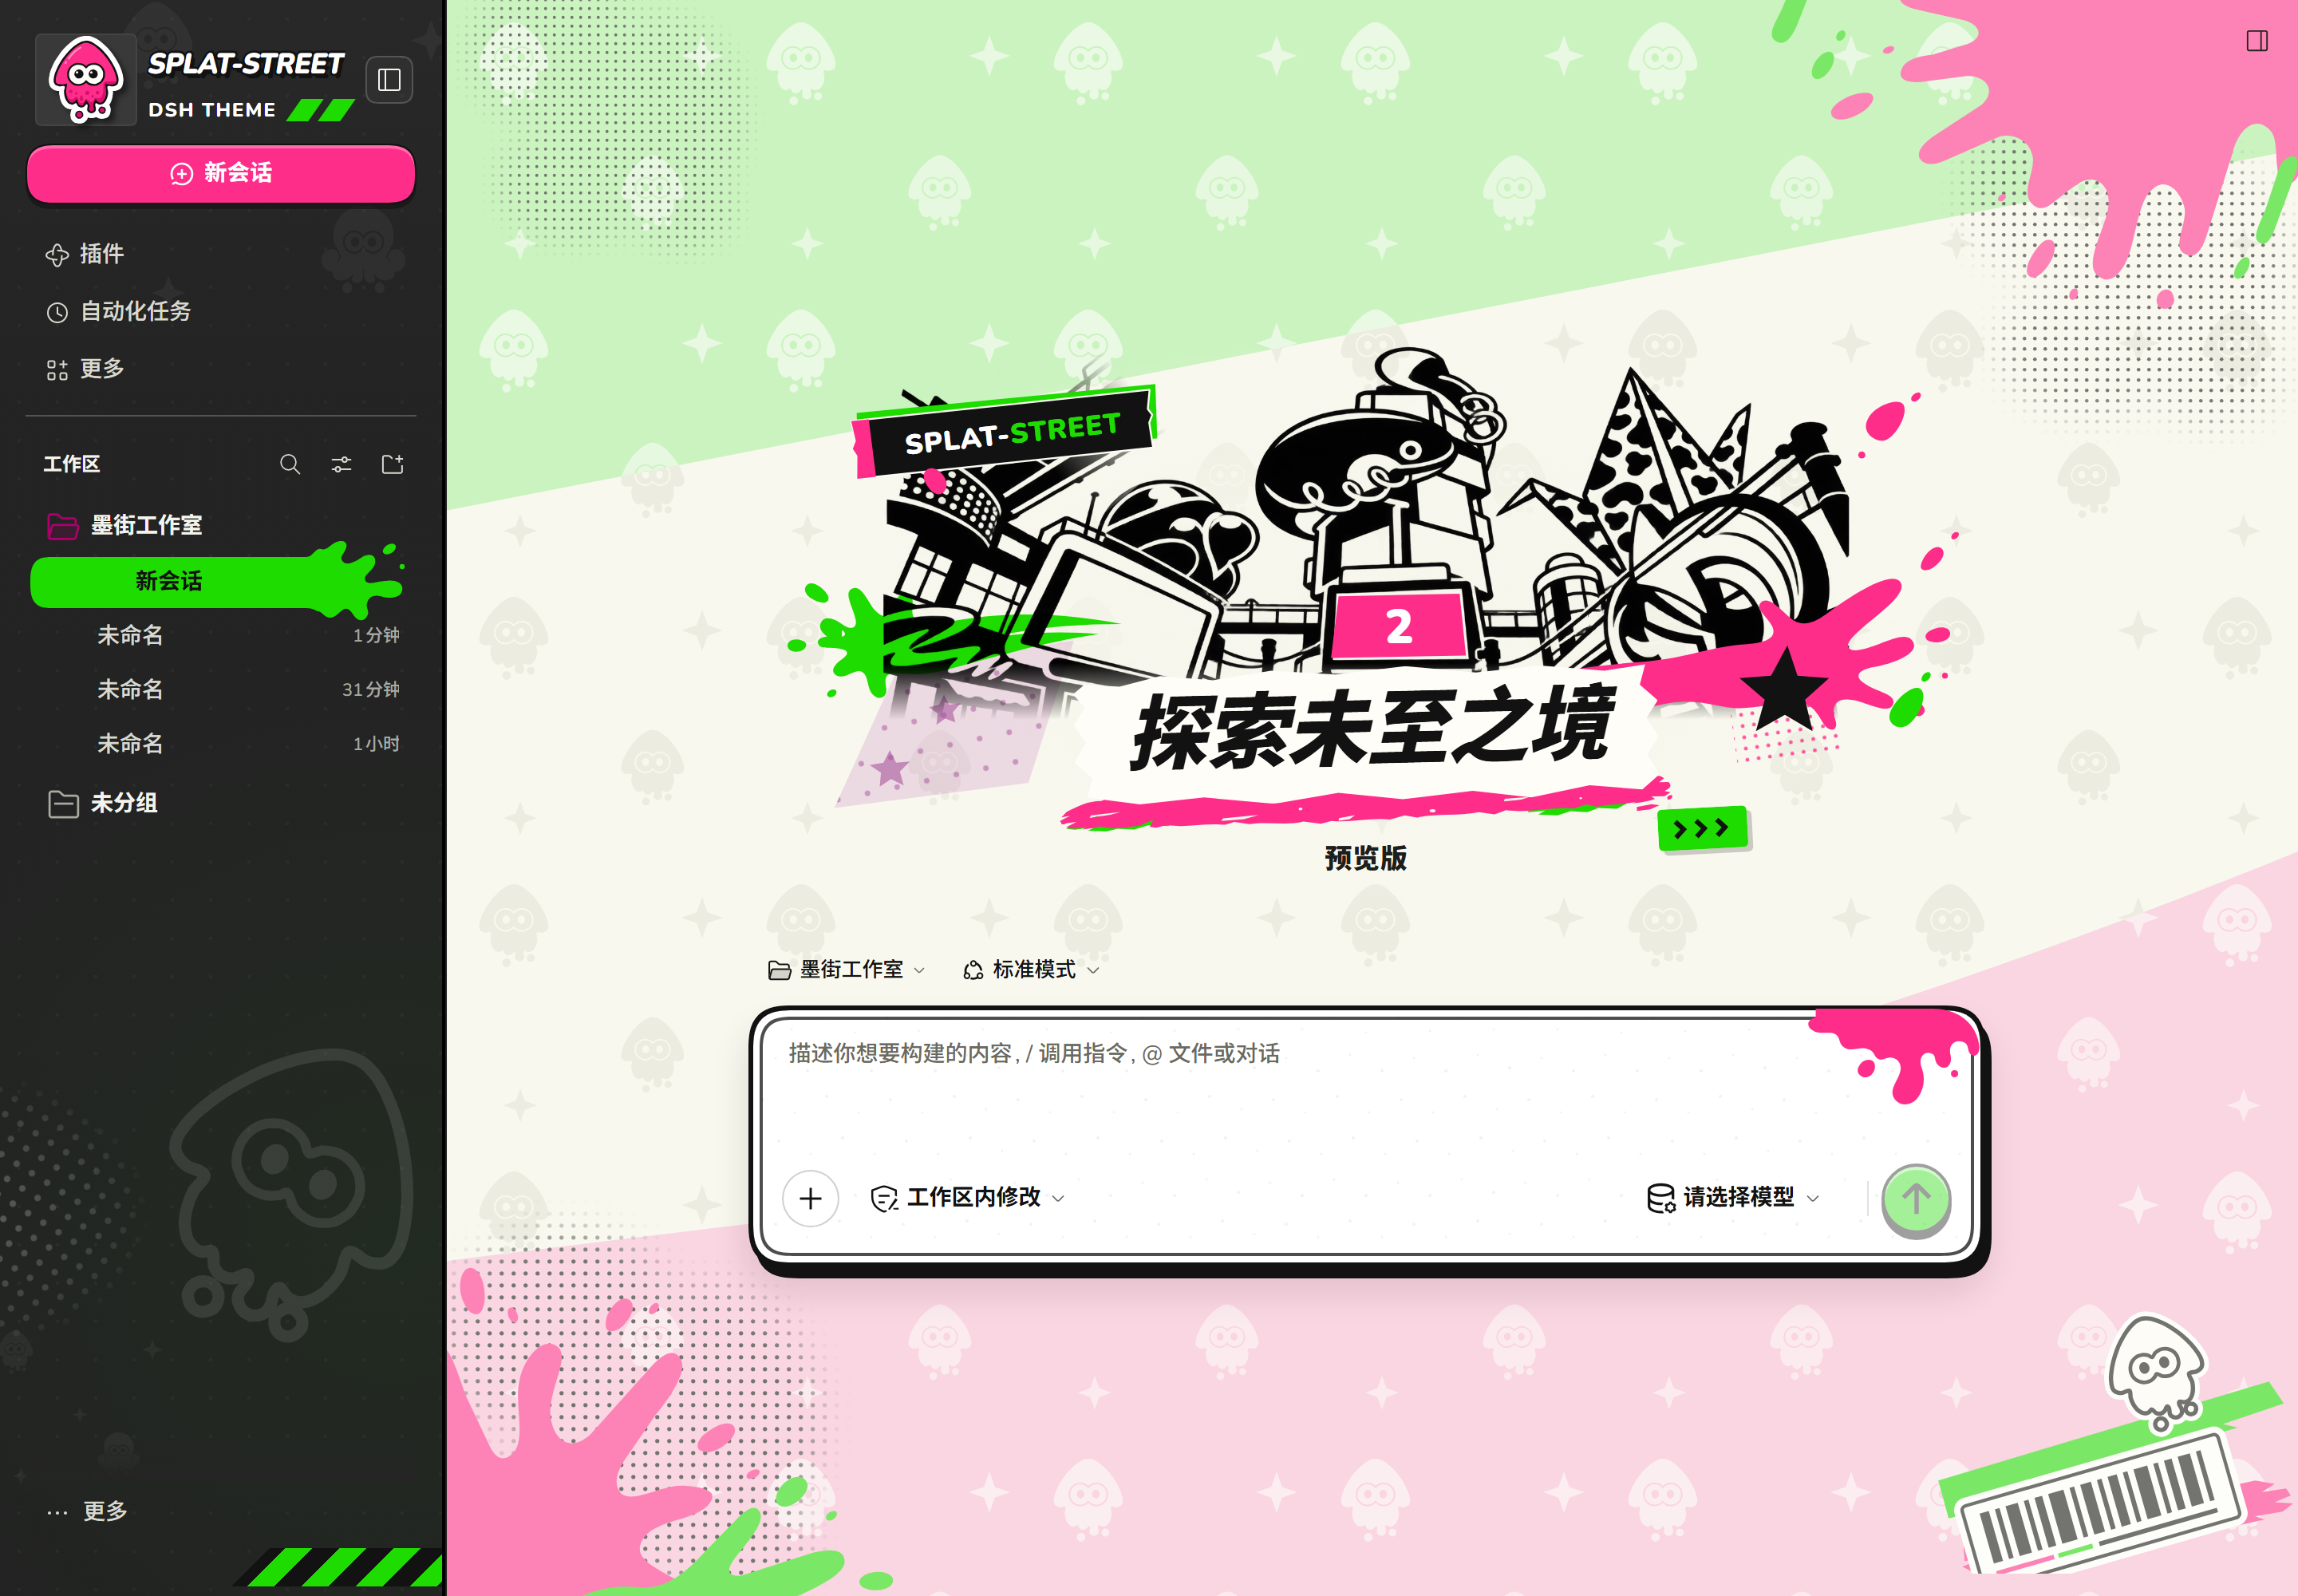 SPLAT-STREET
DSH THEME
新会话
插件
自动化任务
更多
工作区
墨街工作室
新会话
未命名 1分钟
未命名 31分钟
未命名 1小时
未分组
更多
SPLAT-STREET
2
探索未至之境
预览版
墨街工作室 标准模式
描述你想要构建的内容, / 调用指令, @ 文件或对话
工作区内修改 请选择模型